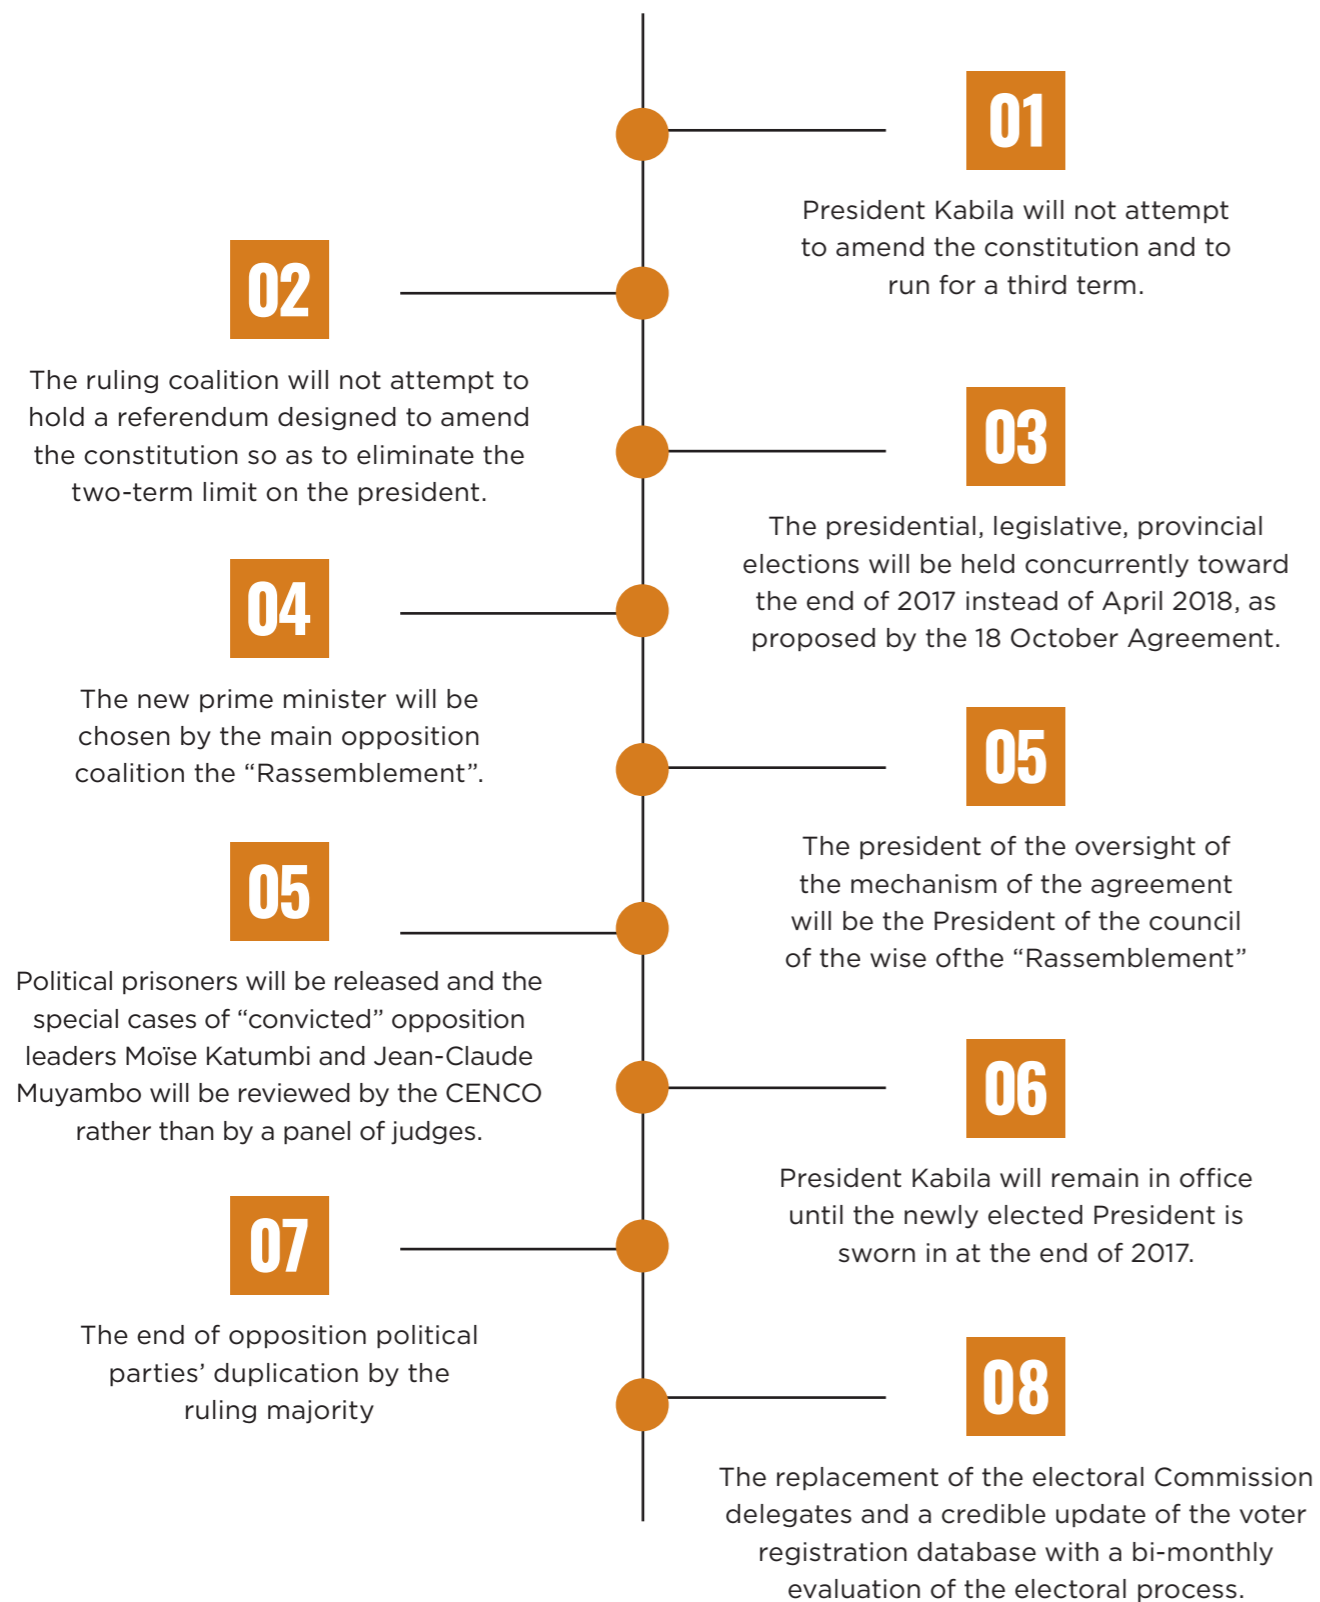 01
President Kabila will not attempt
to amend the constitution and to
run for a third term.
02
The ruling coalition will not attempt to
hold a referendum designed to amend
the constitution so as to eliminate the
two-term limit on the president.
03
The presidential, legislative, provincial
elections will be held concurrently toward
the end of 2017 instead of April 2018, as
proposed by the 18 October Agreement.
04
The new prime minister will be
chosen by the main opposition
coalition the “Rassemblement”.
05
The president of the oversight of
the mechanism of the agreement
will be the President of the council
of the wise ofthe “Rassemblement”
05
Political prisoners will be released and the
special cases of “convicted” opposition
leaders Moïse Katumbi and Jean-Claude
Muyambo will be reviewed by the CENCO
rather than by a panel of judges.
06
President Kabila will remain in office
until the newly elected President is
sworn in at the end of 2017.
07
The end of opposition political
parties’ duplication by the
ruling majority
08
The replacement of the electoral Commission
delegates and a credible update of the voter
registration database with a bi-monthly
evaluation of the electoral process.